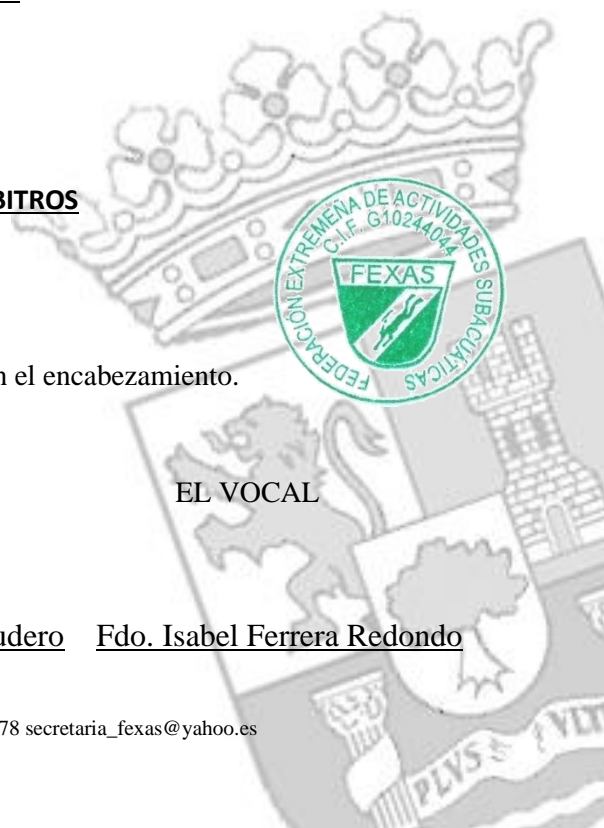 BITROS
FEDERACIÓN EXTREMEÑA DE ACTIVIDADES SUBACUÁTICAS
C.I.F. G10244044
FEXAS
n el encabezamiento.
EL VOCAL
udero Fdo. Isabel Ferrera Redondo
78 secretaria_fexas@yahoo.es
PLVS VLT